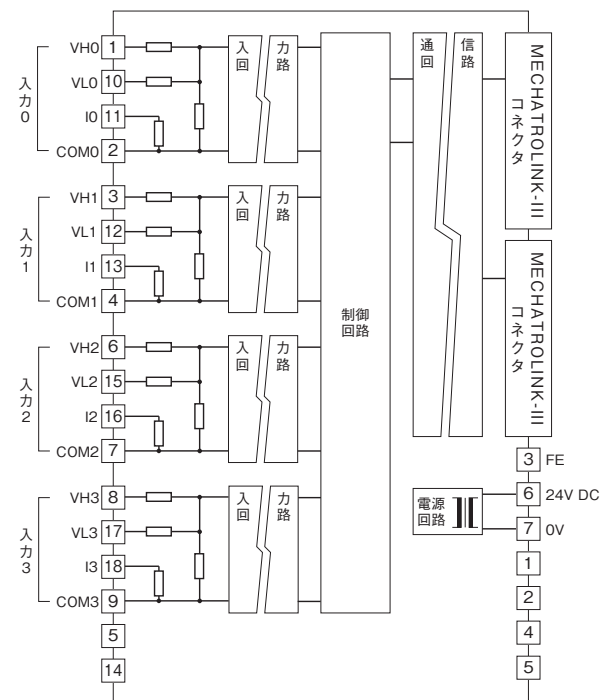 入力0
VH0 1
VL0 10
I0 11
COM0 2
入 力
回 路
入力1
VH1 3
VL1 12
I1 13
COM1 4
入 力
回 路
入力2
VH2 6
VL2 15
I2 16
COM2 7
入 力
回 路
入力3
VH3 8
VL3 17
I3 18
COM3 9
入 力
回 路
5
14
制御
回路
通 信
回 路
MECHATROLINK-III
コネクタ
MECHATROLINK-III
コネクタ
3 FE
電源
回路
6 24V DC
7 0V
1
2
4
5